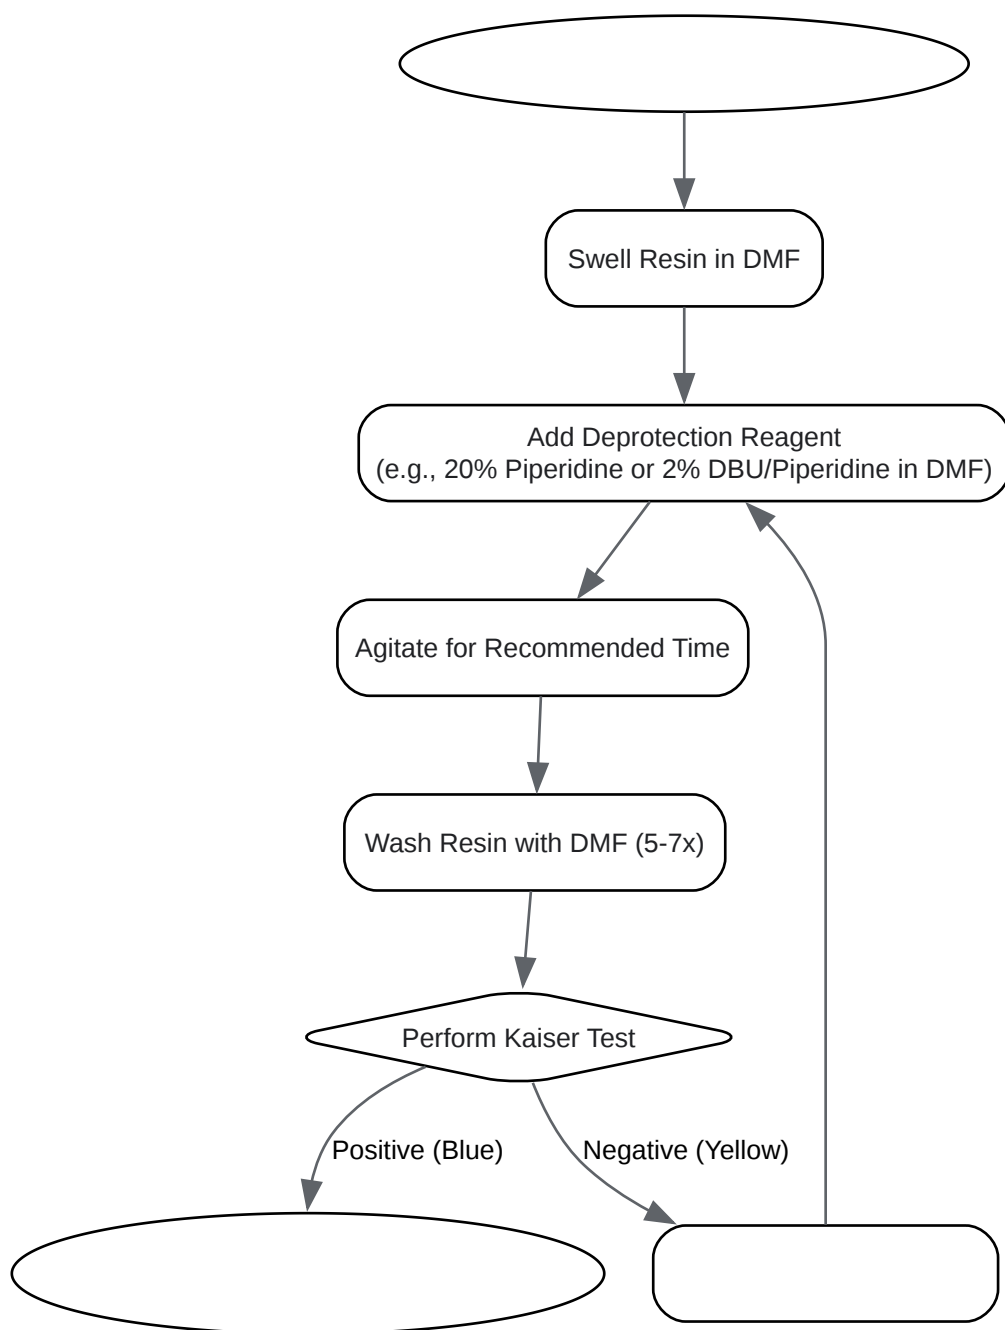 Swell Resin in DMF
Add Deprotection Reagent
(e.g., 20% Piperidine or 2% DBU/Piperidine in DMF)
Agitate for Recommended Time
Wash Resin with DMF (5-7x)
Perform Kaiser Test
Positive (Blue)
Negative (Yellow)